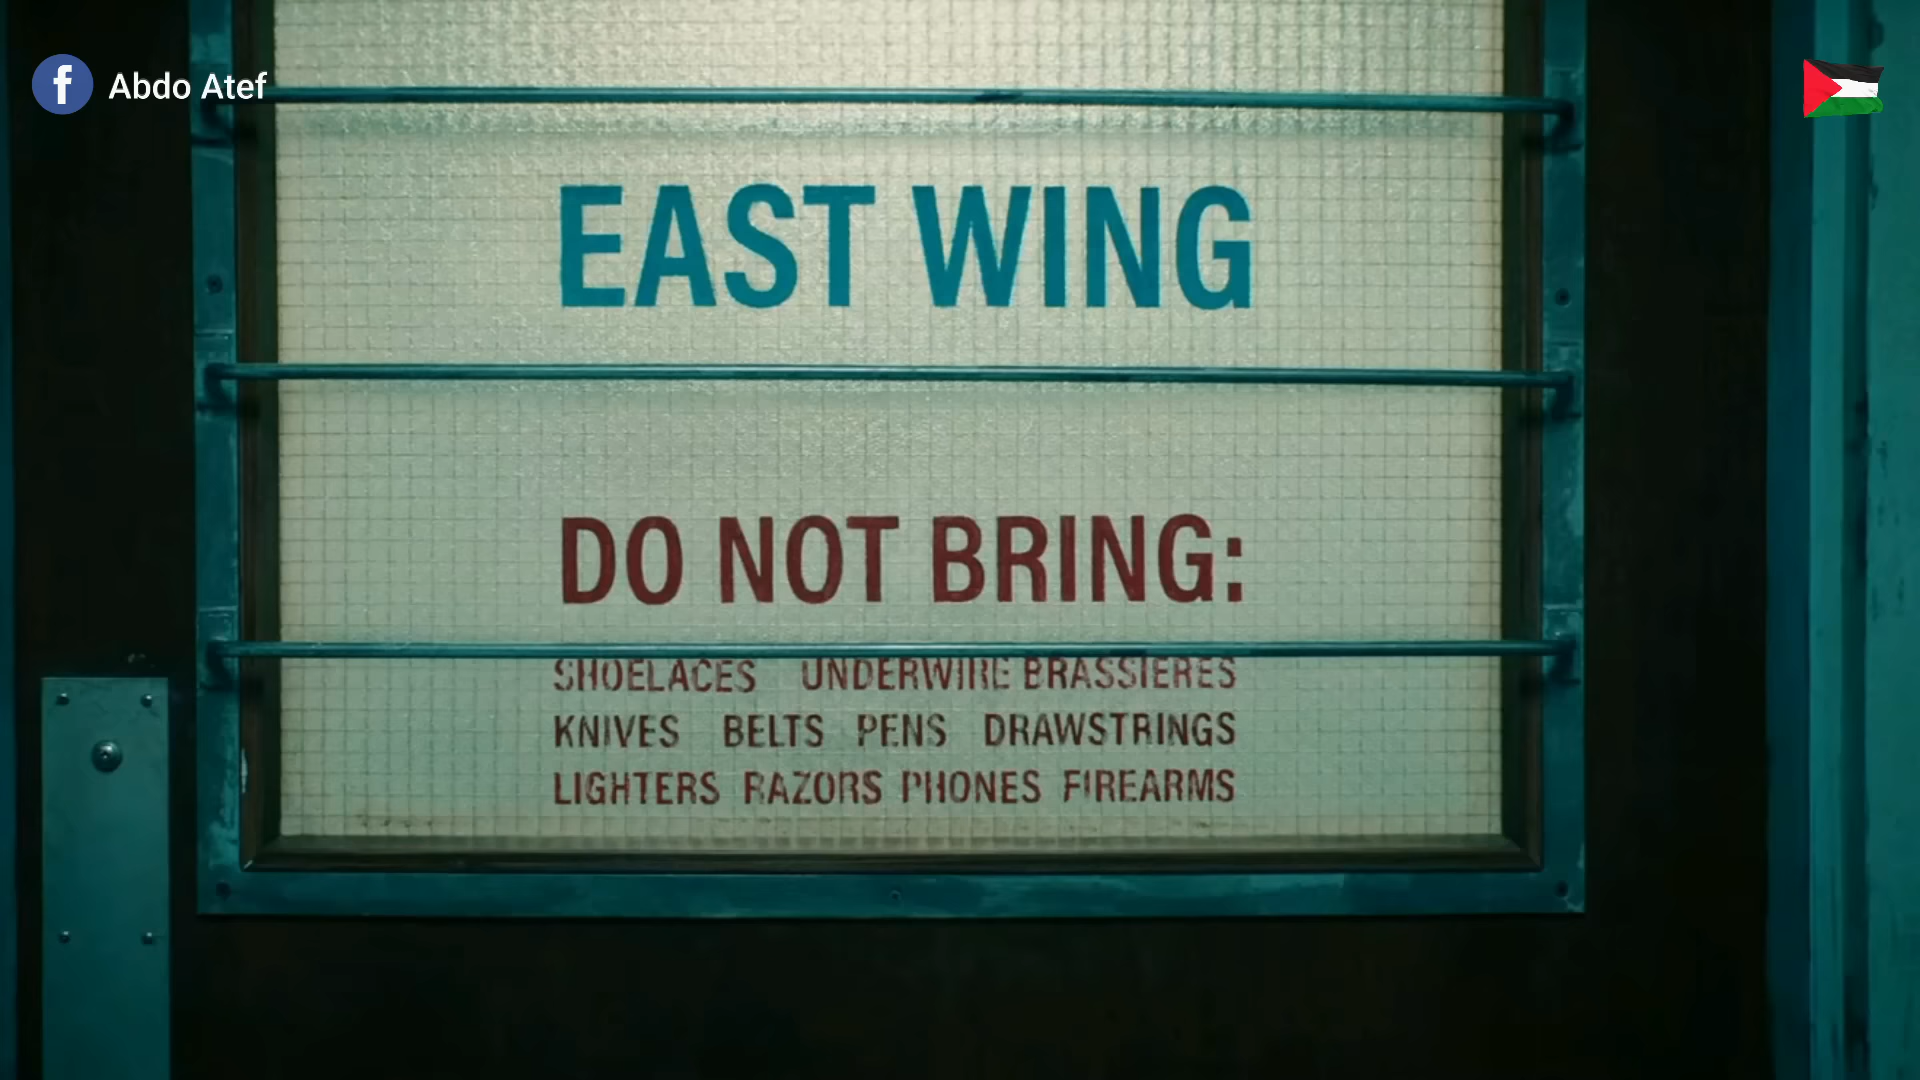 Abdo Atef
EAST WING
DO NOT BRING:
SHOELACES UNDERWIRE BRASSIERES
KNIVES BELTS PENS DRAWSTRINGS
LIGHTERS RAZORS PHONES FIREARMS